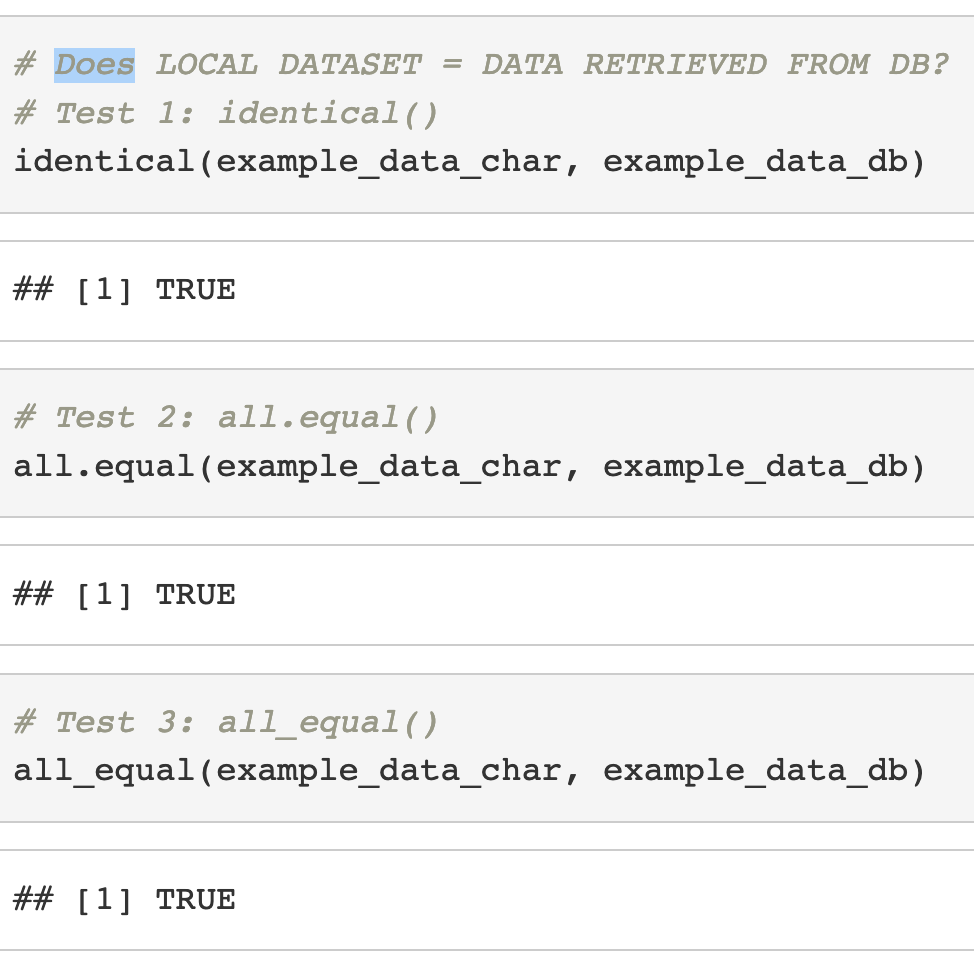 # Does LOCAL DATASET = DATA RETRIEVED FROM DB?
# Test 1: identical()
identical(example_data_char, example_data_db)
## [1] TRUE
# Test 2: all.equal()
all.equal(example_data_char, example_data_db)
## [1] TRUE
# Test 3: all_equal()
all_equal(example_data_char, example_data_db)
## [1] TRUE